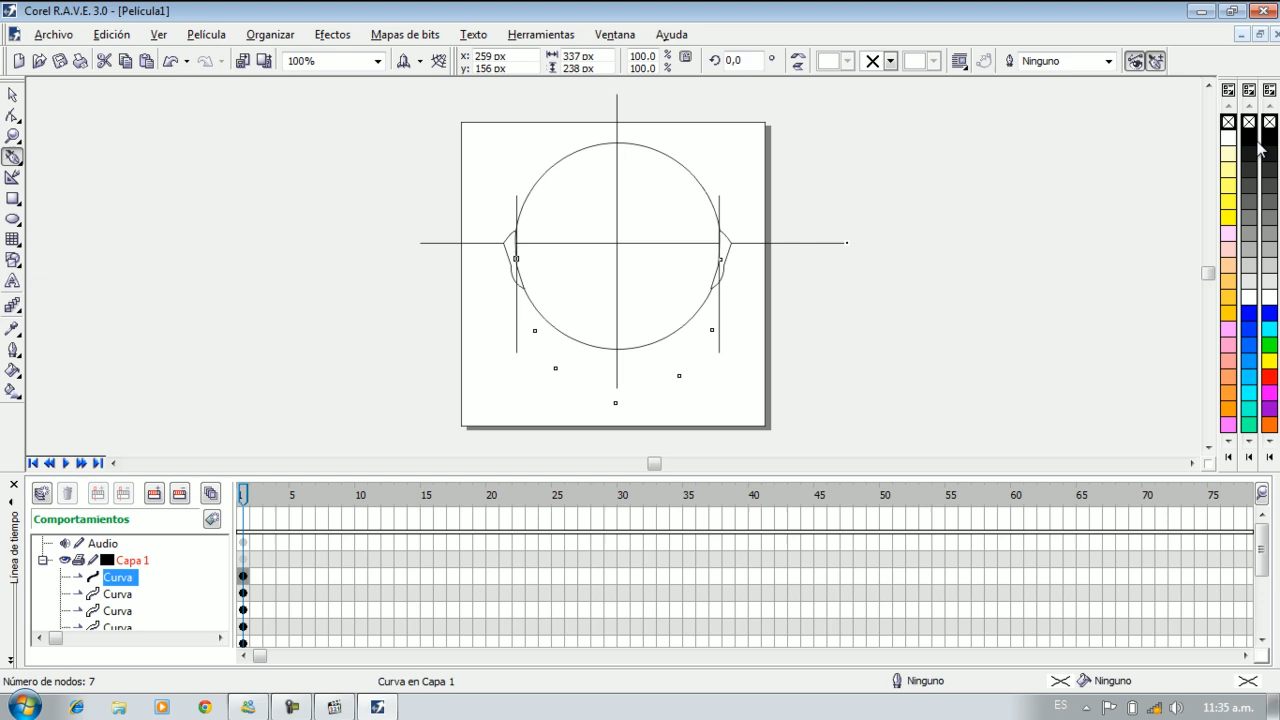 Corel R.A.V.E. 3.0 - [Película1]
Archivo Edición Ver Película Organizar Efectos Mapas de bits Texto Herramientas Ventana Ayuda
100% x: 259 px 337 px 100.0 % 0,0 ° Ninguno
y: 156 px 238 px 100.0 %
1 5 10 15 20 25 30 35 41 45 50 55 60 65 70 75
Comportamientos
Audio
Capa 1
Curva
Curva
Curva
Curva
Línea de tiempo
Número de nodos: 7 Curva en Capa 1 Ninguno Ninguno
ES 11:35 a.m.